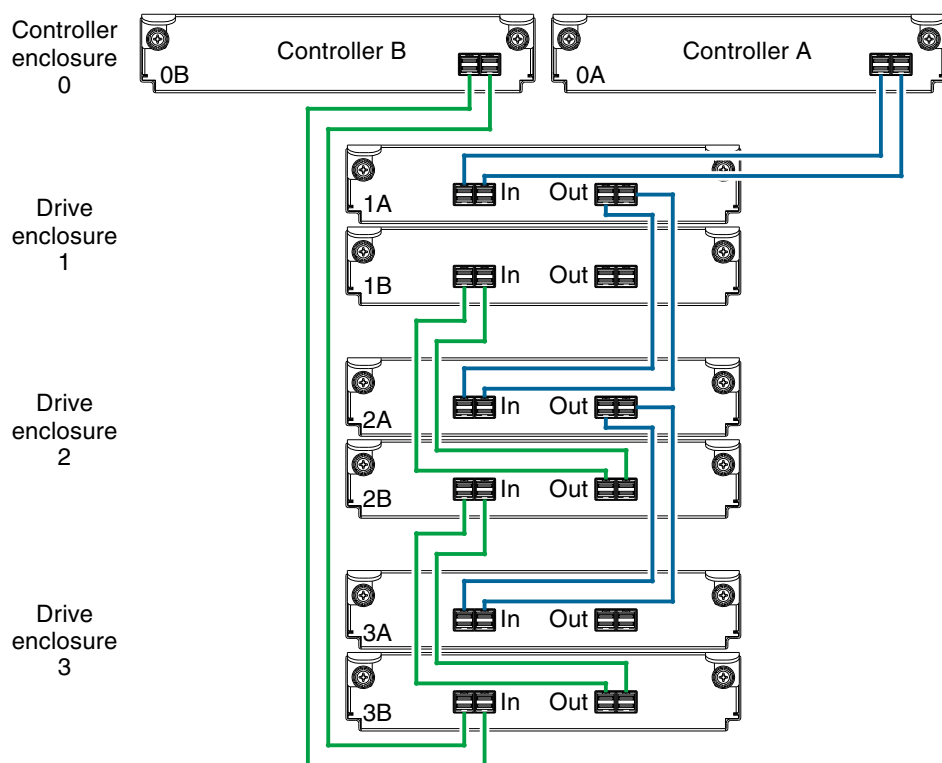 Controller
enclosure
0
Controller B
0B
Controller A
0A
Drive
enclosure
1
1A
In
Out
1B
In
Out
Drive
enclosure
2
2A
In
Out
2B
In
Out
Drive
enclosure
3
3A
In
Out
3B
In
Out